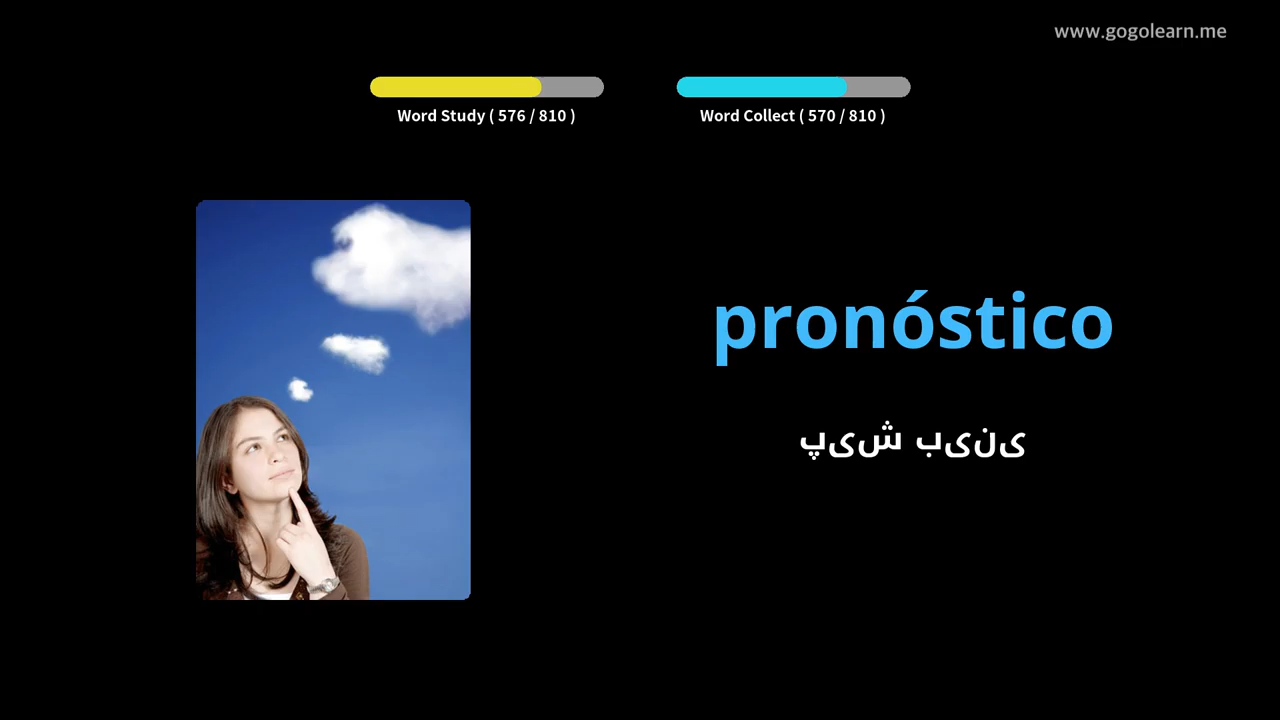 www.gogolearn.me
Word Study ( 576 / 810 )
Word Collect ( 570 / 810 )
pronóstico
پیش بینی